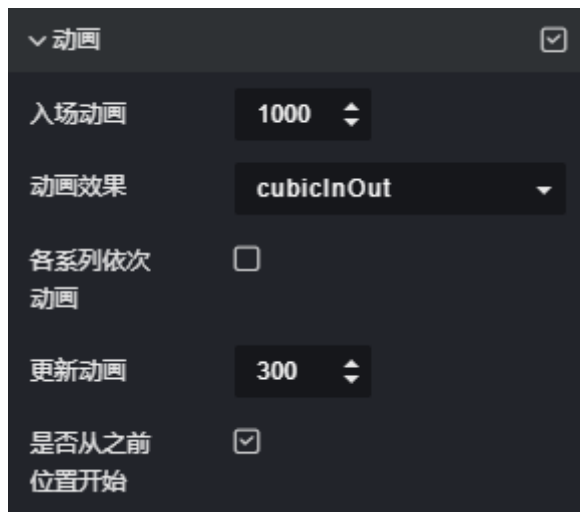 动画
入场动画 1000
动画效果 cubicInOut
各系列依次
动画
更新动画 300
是否从之前
位置开始